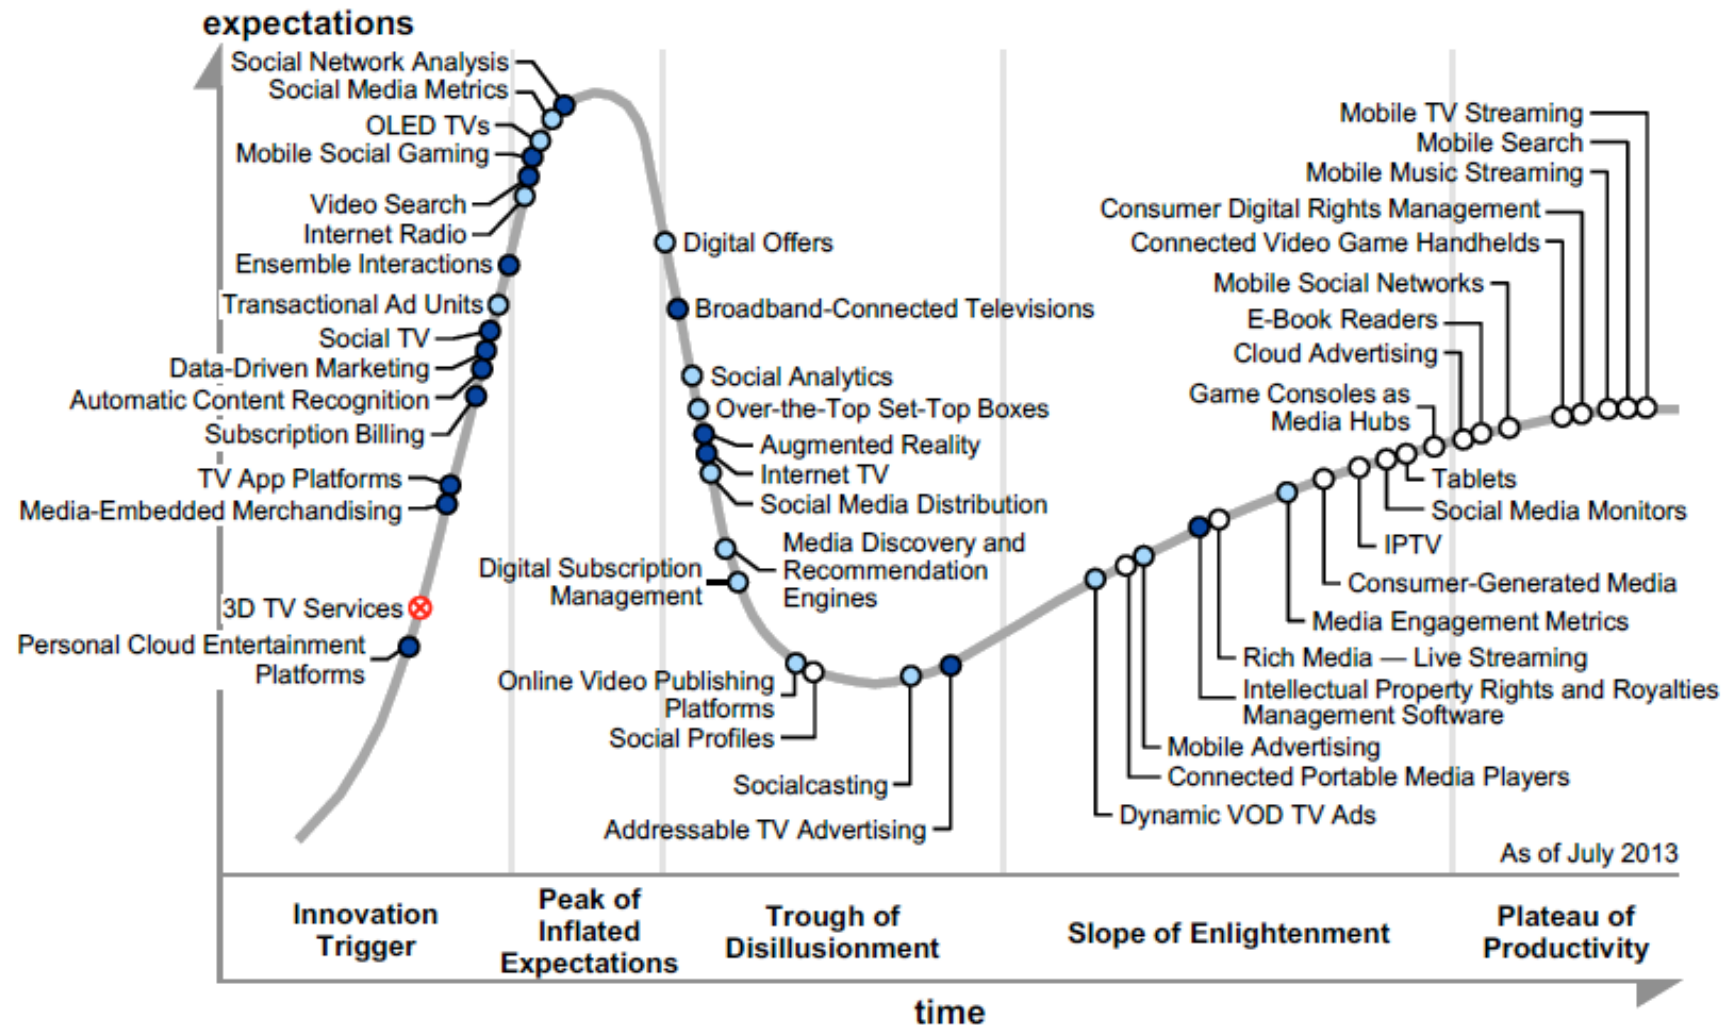 expectations
Social Network Analysis
Social Media Metrics
OLED TVs
Mobile Social Gaming
Video Search
Internet Radio
Ensemble Interactions
Transactional Ad Units
Social TV
Data-Driven Marketing
Automatic Content Recognition
Subscription Billing
TV App Platforms
Media-Embedded Merchandising
3D TV Services
Personal Cloud Entertainment
Platforms
Digital Offers
Broadband-Connected Televisions
Social Analytics
Over-the-Top Set-Top Boxes
Augmented Reality
Internet TV
Social Media Distribution
Media Discovery and
Recommendation
Engines
Digital Subscription
Management
Online Video Publishing
Platforms
Social Profiles
Socialcasting
Addressable TV Advertising
Mobile TV Streaming
Mobile Search
Mobile Music Streaming
Consumer Digital Rights Management
Connected Video Game Handhelds
Mobile Social Networks
E-Book Readers
Cloud Advertising
Game Consoles as
Media Hubs
Tablets
Social Media Monitors
IPTV
Consumer-Generated Media
Media Engagement Metrics
Rich Media — Live Streaming
Intellectual Property Rights and Royalties
Management Software
Mobile Advertising
Connected Portable Media Players
Dynamic VOD TV Ads
As of July 2013
Innovation
Trigger
Peak of
Inflated
Expectations
Trough of
Disillusionment
Slope of Enlightenment
Plateau of
Productivity
time